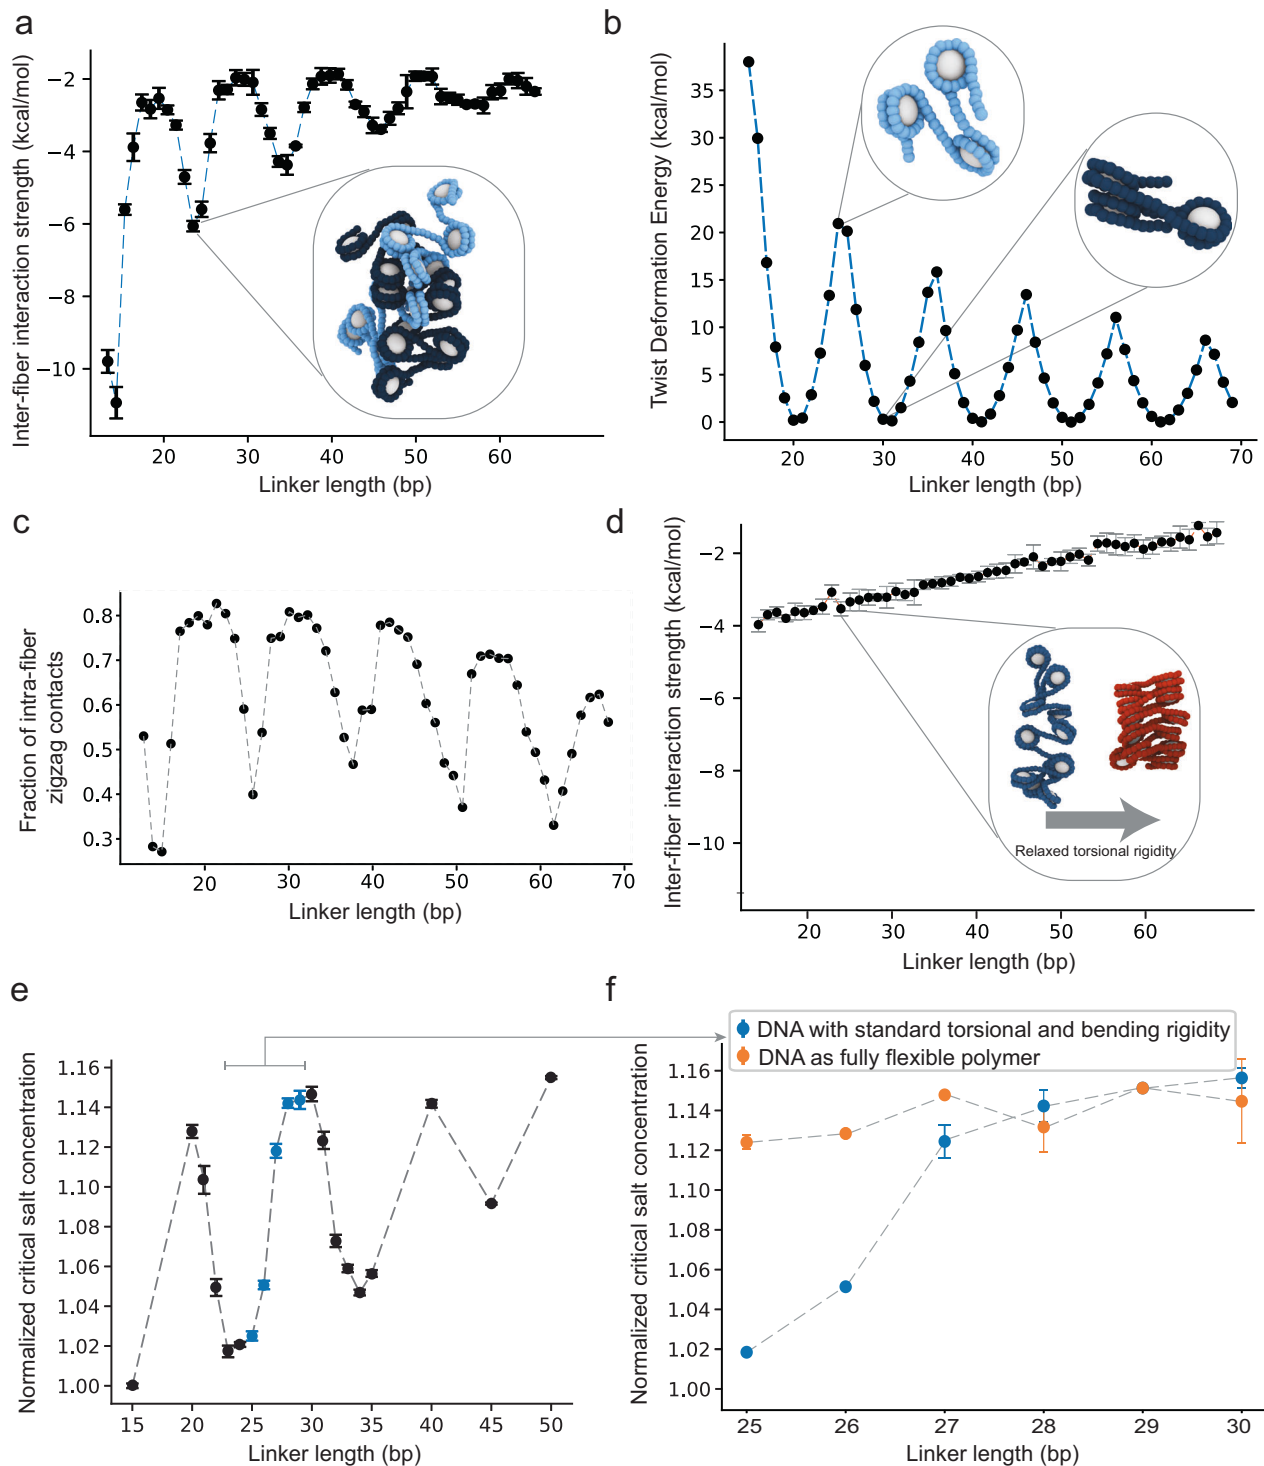 a
Inter-fiber interaction strength (kcal/mol)
−2
−4
−6
−8
−10
20 30 40 50 60
Linker length (bp)
b
Twist Deformation Energy (kcal/mol)
35
30
25
20
15
10
5
0
20 30 40 50 60 70
Linker length (bp)
c
Fraction of intra-fiber
zigzag contacts
0.8
0.7
0.6
0.5
0.4
0.3
20 30 40 50 60 70
Linker length (bp)
d
Inter-fiber interaction strength (kcal/mol)
−2
−4
−6
−8
−10
Relaxed torsional rigidity
20 30 40 50 60
Linker length (bp)
e
Normalized critical salt concentration
1.16
1.14
1.12
1.10
1.08
1.06
1.04
1.02
1.00
15 20 25 30 35 40 45 50
Linker length (bp)
f
DNA with standard torsional and bending rigidity
DNA as fully flexible polymer
Normalized critical salt concentration
1.16
1.14
1.12
1.10
1.08
1.06
1.04
1.02
1.00
25 26 27 28 29 30
Linker length (bp)